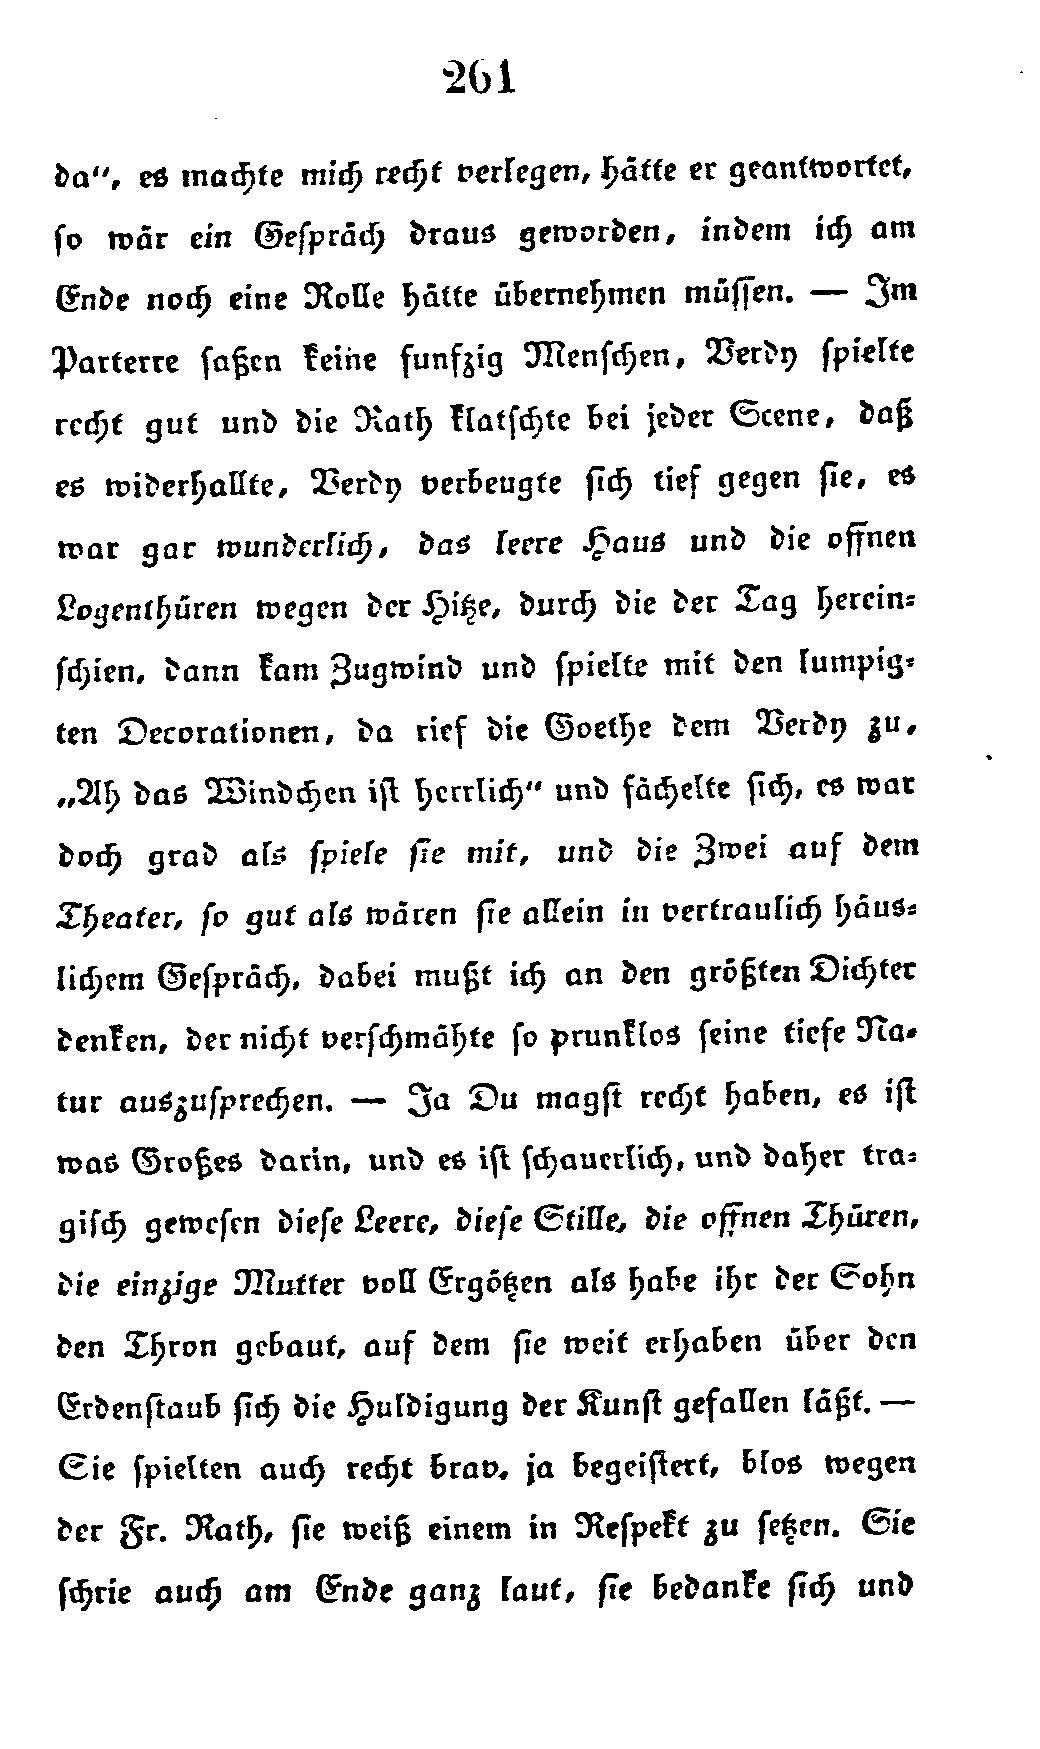 261
da“, es machte mich recht verlegen, hätte er geantwortet,
ſo wär ein Geſpräch draus geworden, indem ich am
Ende noch eine Rolle hätte übernehmen müſſen. — Im
Parterre ſaßen keine funfzig Menſchen, Verdy ſpielte
recht gut und die Rath klatſchte bei jeder Scene, daß
es widerhallte, Verdy verbeugte ſich tief gegen ſie, es
war gar wunderlich, das leere Haus und die offnen
Logenthüren wegen der Hitze, durch die der Tag herein-
ſchien, dann kam Zugwind und ſpielte mit den lumpig-
ten Decorationen, da rief die Goethe dem Verdy zu,
„Ah das Windchen iſt herrlich“ und fächelte ſich, es war
doch grad als ſpiele ſie mit, und die Zwei auf dem
Theater, ſo gut als wären ſie allein in vertraulich häus-
lichem Geſpräch, dabei mußt ich an den größten Dichter
denken, der nicht verſchmähte ſo prunklos ſeine tiefe Na-
tur auszuſprechen. — Ja Du magſt recht haben, es iſt
was Großes darin, und es iſt ſchauerlich, und daher tra-
giſch geweſen dieſe Leere, dieſe Stille, die offnen Thüren,
die einzige Mutter voll Ergötzen als habe ihr der Sohn
den Thron gebaut, auf dem ſie weit erhaben über den
Erdenſtaub ſich die Huldigung der Kunſt gefallen läßt. —
Sie ſpielten auch recht brav, ja begeiſtert, blos wegen
der Fr. Rath, ſie weiß einem in Reſpekt zu ſetzen. Sie
ſchrie auch am Ende ganz laut, ſie bedanke ſich und